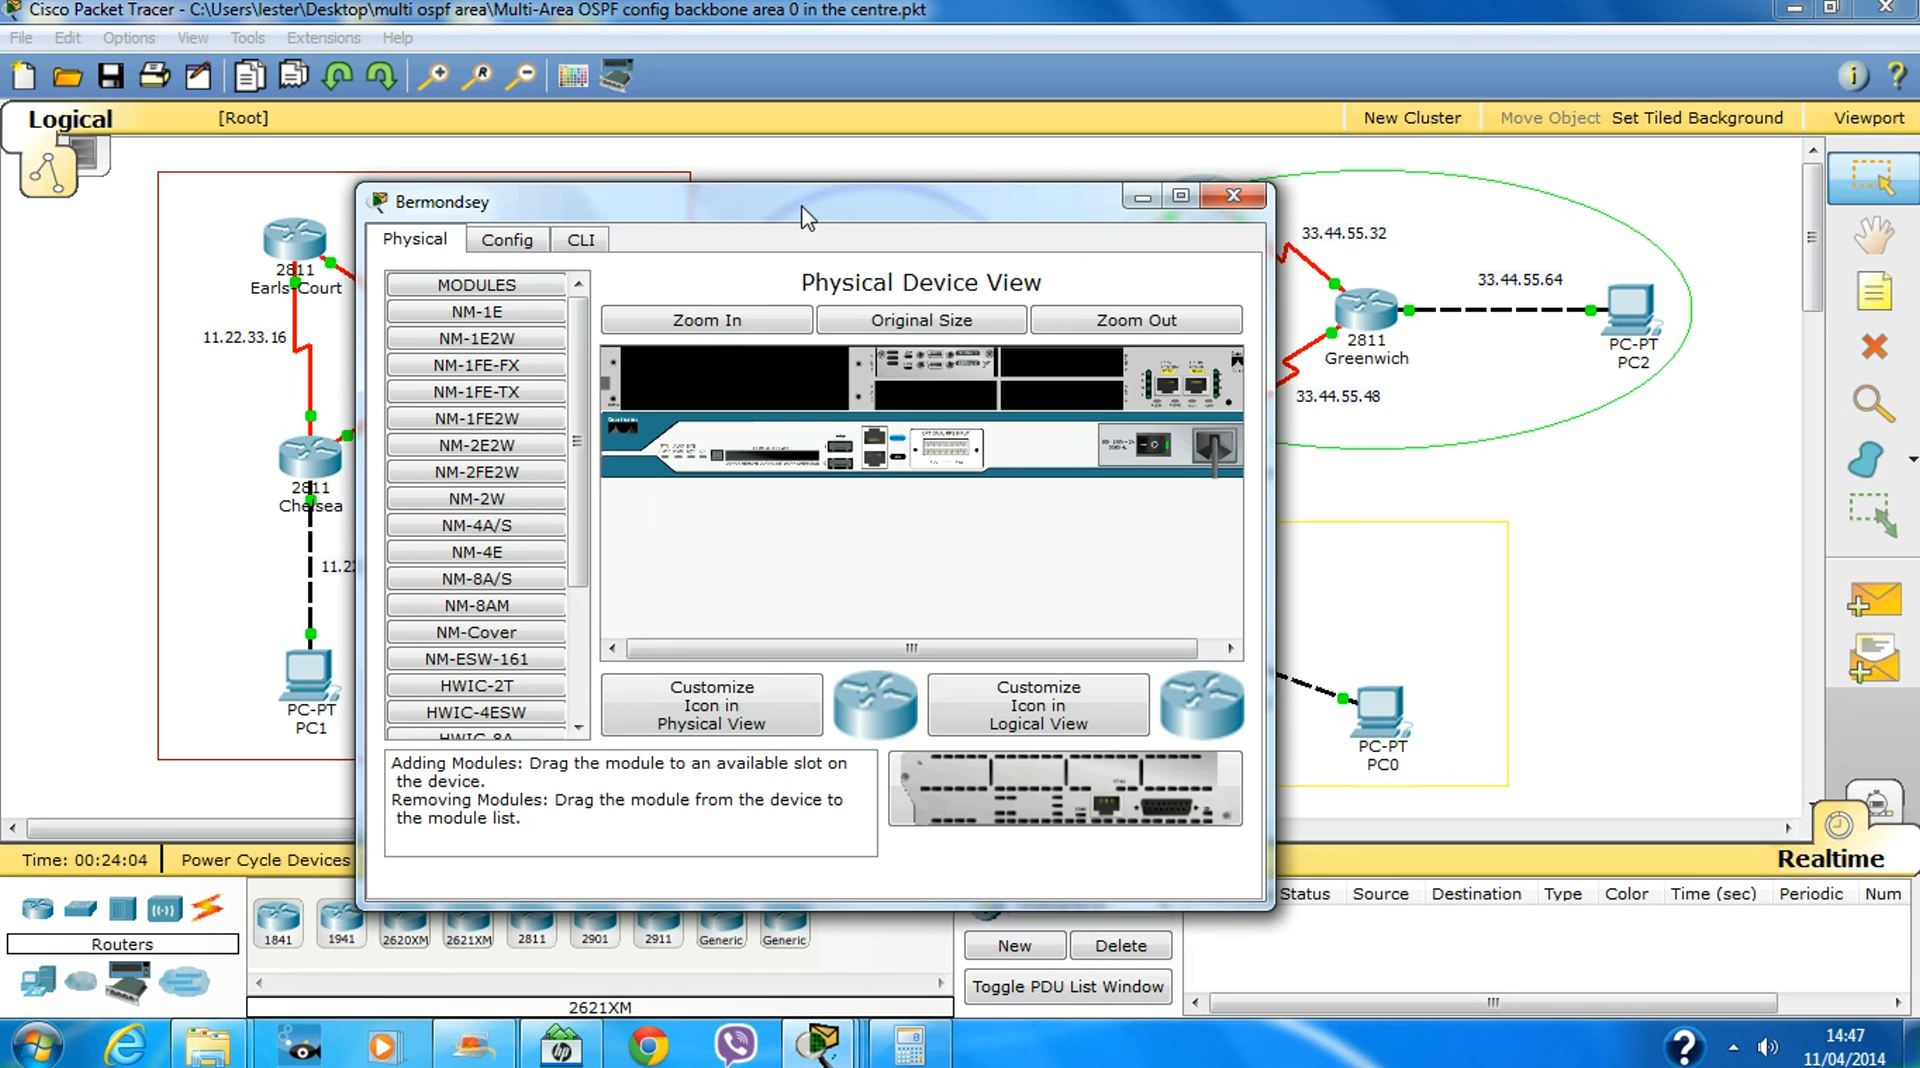 Cisco Packet Tracer - C:\Users\lester\Desktop\multi ospf area\Multi-Area OSPF config backbone area 0 in the centre.pkt
File Edit Options View Tools Extensions Help
Logical
[Root]
New Cluster
Move Object
Set Tiled Background
Viewport
2811
Earls-Court
11.22.33.16
2811
Chelsea
11.22
PC-PT
PC1
Bermondsey
Physical
Config
CLI
MODULES
NM-1E
NM-1E2W
NM-1FE-FX
NM-1FE-TX
NM-1FE2W
NM-2E2W
NM-2FE2W
NM-2W
NM-4A/S
NM-4E
NM-8A/S
NM-8AM
NM-Cover
NM-ESW-161
HWIC-2T
HWIC-4ESW
HWIC-8A
Physical Device View
Zoom In
Original Size
Zoom Out
Customize
Icon in
Physical View
Customize
Icon in
Logical View
Adding Modules: Drag the module to an available slot on
the device.
Removing Modules: Drag the module from the device to
the module list.
33.44.55.32
33.44.55.64
2811
Greenwich
PC-PT
PC2
33.44.55.48
PC-PT
PC0
Time: 00:24:04
Power Cycle Devices
Realtime
Routers
1841
1941
2620XM
2621XM
2811
2901
2911
Generic
Generic
2621XM
New
Delete
Toggle PDU List Window
Status
Source
Destination
Type
Color
Time (sec)
Periodic
Num
14:47
11/04/2014